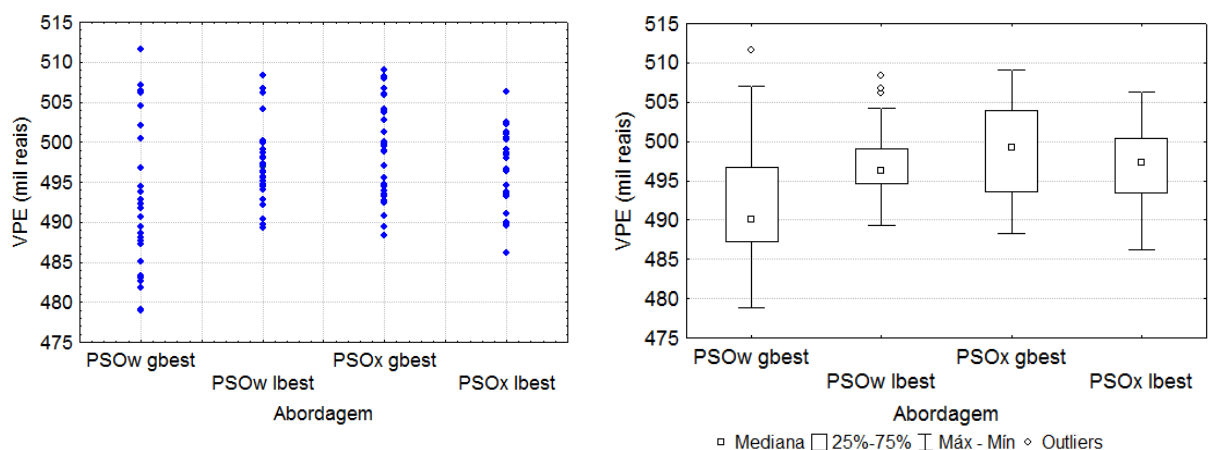 515
510
505
500
495
490
485
480
475
VPE (mil reais)
PSOw gbest
PSOw lbest
PSOx gbest
PSOx lbest
Abordagem
515
510
505
500
495
490
485
480
475
VPE (mil reais)
PSOw gbest
PSOw lbest
PSOx gbest
PSOx lbest
Abordagem
Mediana 25%-75% Máx - Mín Outliers